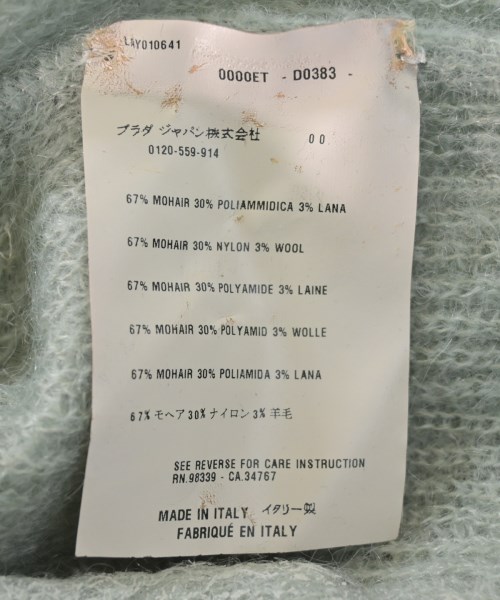 LAY010641
0000ET - D0383 -
プラダ ジャパン株式会社 00
0120-559-914
67% MOHAIR 30% POLIAMMIDICA 3% LANA
67% MOHAIR 30% NYLON 3% WOOL
67% MOHAIR 30% POLYAMIDE 3% LAINE
67% MOHAIR 30% POLYAMID 3% WOLLE
67% MOHAIR 30% POLIAMIDA 3% LANA
67% モヘア 30% ナイロン 3% 羊毛
SEE REVERSE FOR CARE INSTRUCTION
RN.98339 - CA.34767
MADE IN ITALY イタリー製
FABRIQUÉ EN ITALY